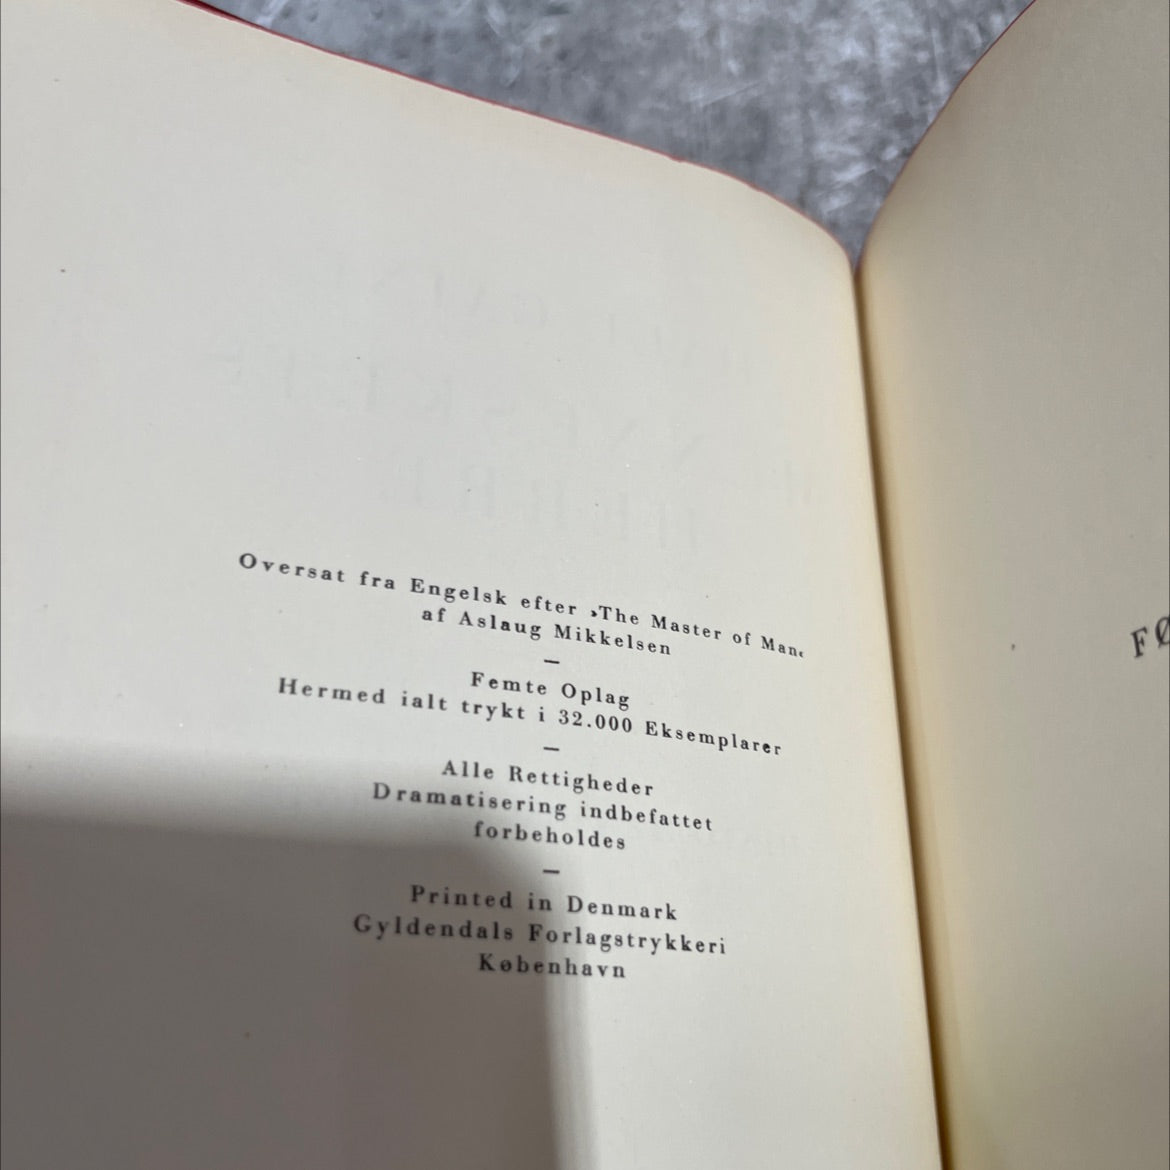 Oversat fra Engelsk efter ›The Master of Man‹
af Aslaug Mikkelsen
—
Femte Oplag
Hermed ialt trykt i 32.000 Eksemplarer
—
Alle Rettigheder
Dramatisering indbefattet
forbeholdes
—
Printed in Denmark
Gyldendals Forlagstrykkeri
København
FØ